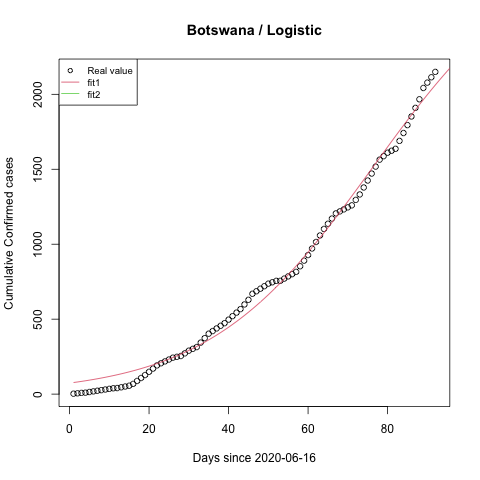 Botswana / Logistic
Real value
fit1
fit2
Cumulative Confirmed cases
2000
1500
1000
500
0
0 20 40 60 80
Days since 2020-06-16